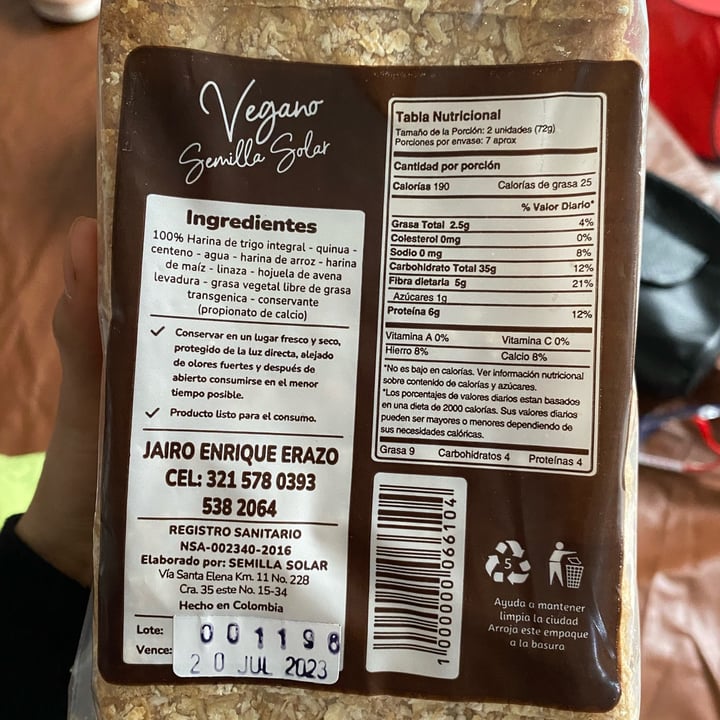 Vegano
Semilla Solar
Ingredientes
100% Harina de trigo integral - quinua -
centeno - agua - harina de arroz - harina
de maíz - linaza - hojuela de avena
levadura - grasa vegetal libre de grasa
transgenica - conservante
(propionato de calcio)
Conservar en un lugar fresco y seco,
protegido de la luz directa, alejado
de olores fuertes y después de
abierto consumirse en el menor
tiempo posible.
Producto listo para el consumo.
JAIRO ENRIQUE ERAZO
CEL: 321 578 0393
538 2064
REGISTRO SANITARIO
NSA-002340-2016
Elaborado por: SEMILLA SOLAR
Vía Santa Elena Km. 11 No. 228
Cra. 35 este No. 15-34
Hecho en Colombia
Lote: 001198
Vence: 20 JUL 2023
Tabla Nutricional
Tamaño de la Porción: 2 unidades (72g)
Porciones por envase: 7 aprox
Cantidad por porción
Calorías 190 Calorías de grasa 25
% Valor Diario*
Grasa Total 2.5g 4%
Colesterol 0mg 0%
Sodio 0 mg 8%
Carbohidrato Total 35g 12%
Fibra dietaria 5g 21%
Azúcares 1g
Proteína 6g 12%
Vitamina A 0% Vitamina C 0%
Hierro 8% Calcio 8%
*No es bajo en calorías. Ver información nutricional
sobre contenido de calorías y azúcares.
*Los porcentajes de valores diarios estan basados
en una dieta de 2000 calorías. Sus valores diarios
pueden ser mayores o menores dependiendo de
sus necesidades calóricas.
Grasa 9 Carbohidratos 4 Proteínas 4
1000000066104
5
Ayuda a mantener
limpia la ciudad
Arroja este empaque
a la basura